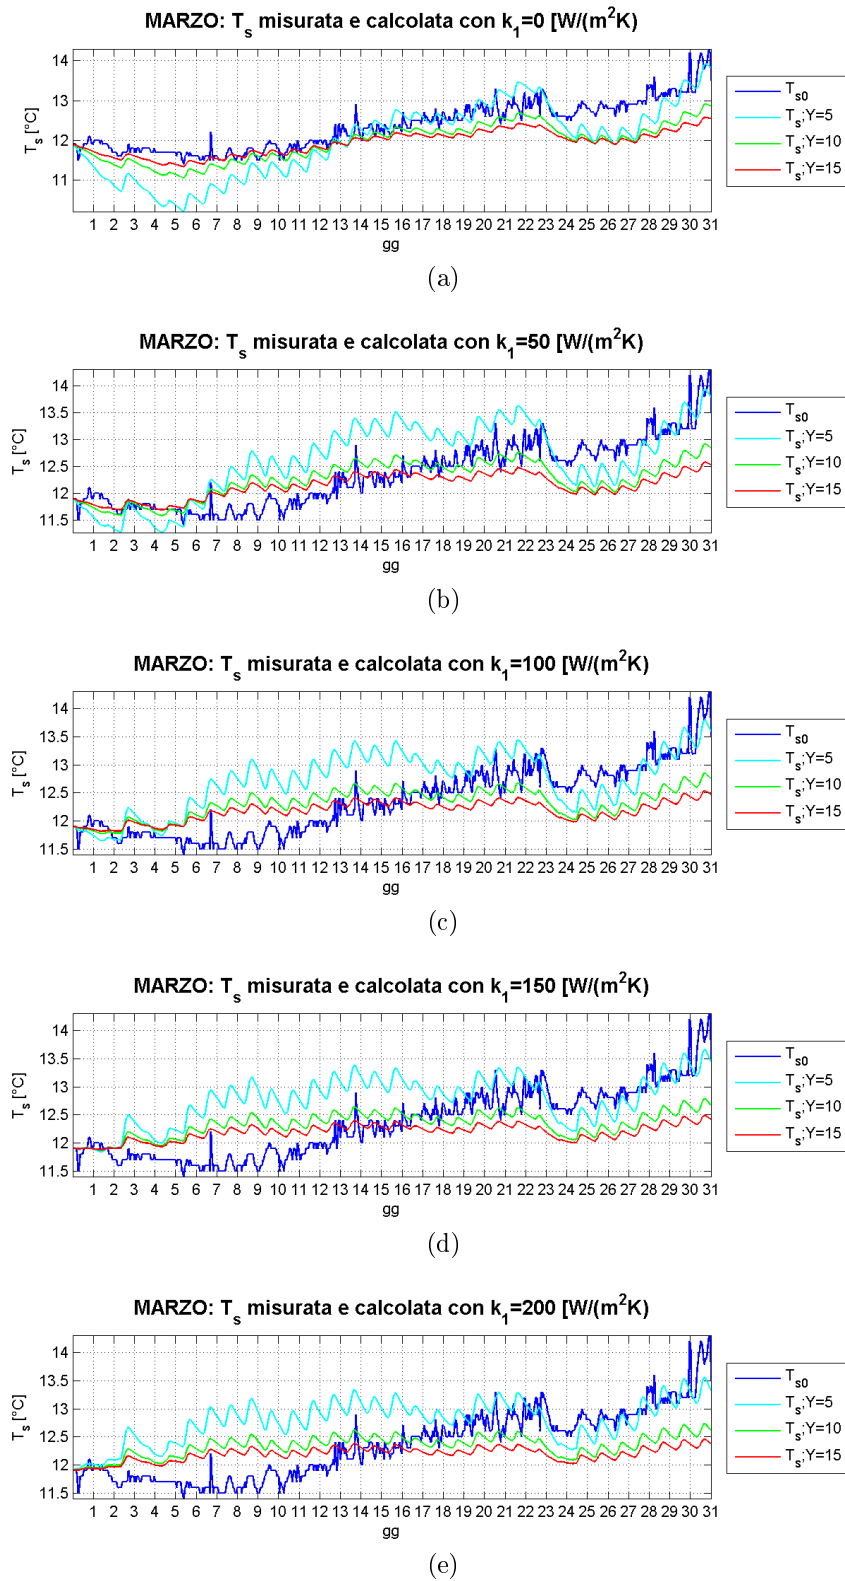 MARZO: Ts misurata e calcolata con k1=0 [W/(m2K)
Ts [°C]
14
13
12
11
1 2 3 4 5 6 7 8 9 10 11 12 13 14 15 16 17 18 19 20 21 22 23 24 25 26 27 28 29 30 31
gg
Ts0
Ts;Y=5
Ts;Y=10
Ts;Y=15
(a)
MARZO: Ts misurata e calcolata con k1=50 [W/(m2K)
Ts [°C]
14
13.5
13
12.5
12
11.5
1 2 3 4 5 6 7 8 9 10 11 12 13 14 15 16 17 18 19 20 21 22 23 24 25 26 27 28 29 30 31
gg
Ts0
Ts;Y=5
Ts;Y=10
Ts;Y=15
(b)
MARZO: Ts misurata e calcolata con k1=100 [W/(m2K)
Ts [°C]
14
13.5
13
12.5
12
11.5
1 2 3 4 5 6 7 8 9 10 11 12 13 14 15 16 17 18 19 20 21 22 23 24 25 26 27 28 29 30 31
gg
Ts0
Ts;Y=5
Ts;Y=10
Ts;Y=15
(c)
MARZO: Ts misurata e calcolata con k1=150 [W/(m2K)
Ts [°C]
14
13.5
13
12.5
12
11.5
1 2 3 4 5 6 7 8 9 10 11 12 13 14 15 16 17 18 19 20 21 22 23 24 25 26 27 28 29 30 31
gg
Ts0
Ts;Y=5
Ts;Y=10
Ts;Y=15
(d)
MARZO: Ts misurata e calcolata con k1=200 [W/(m2K)
Ts [°C]
14
13.5
13
12.5
12
11.5
1 2 3 4 5 6 7 8 9 10 11 12 13 14 15 16 17 18 19 20 21 22 23 24 25 26 27 28 29 30 31
gg
Ts0
Ts;Y=5
Ts;Y=10
Ts;Y=15
(e)